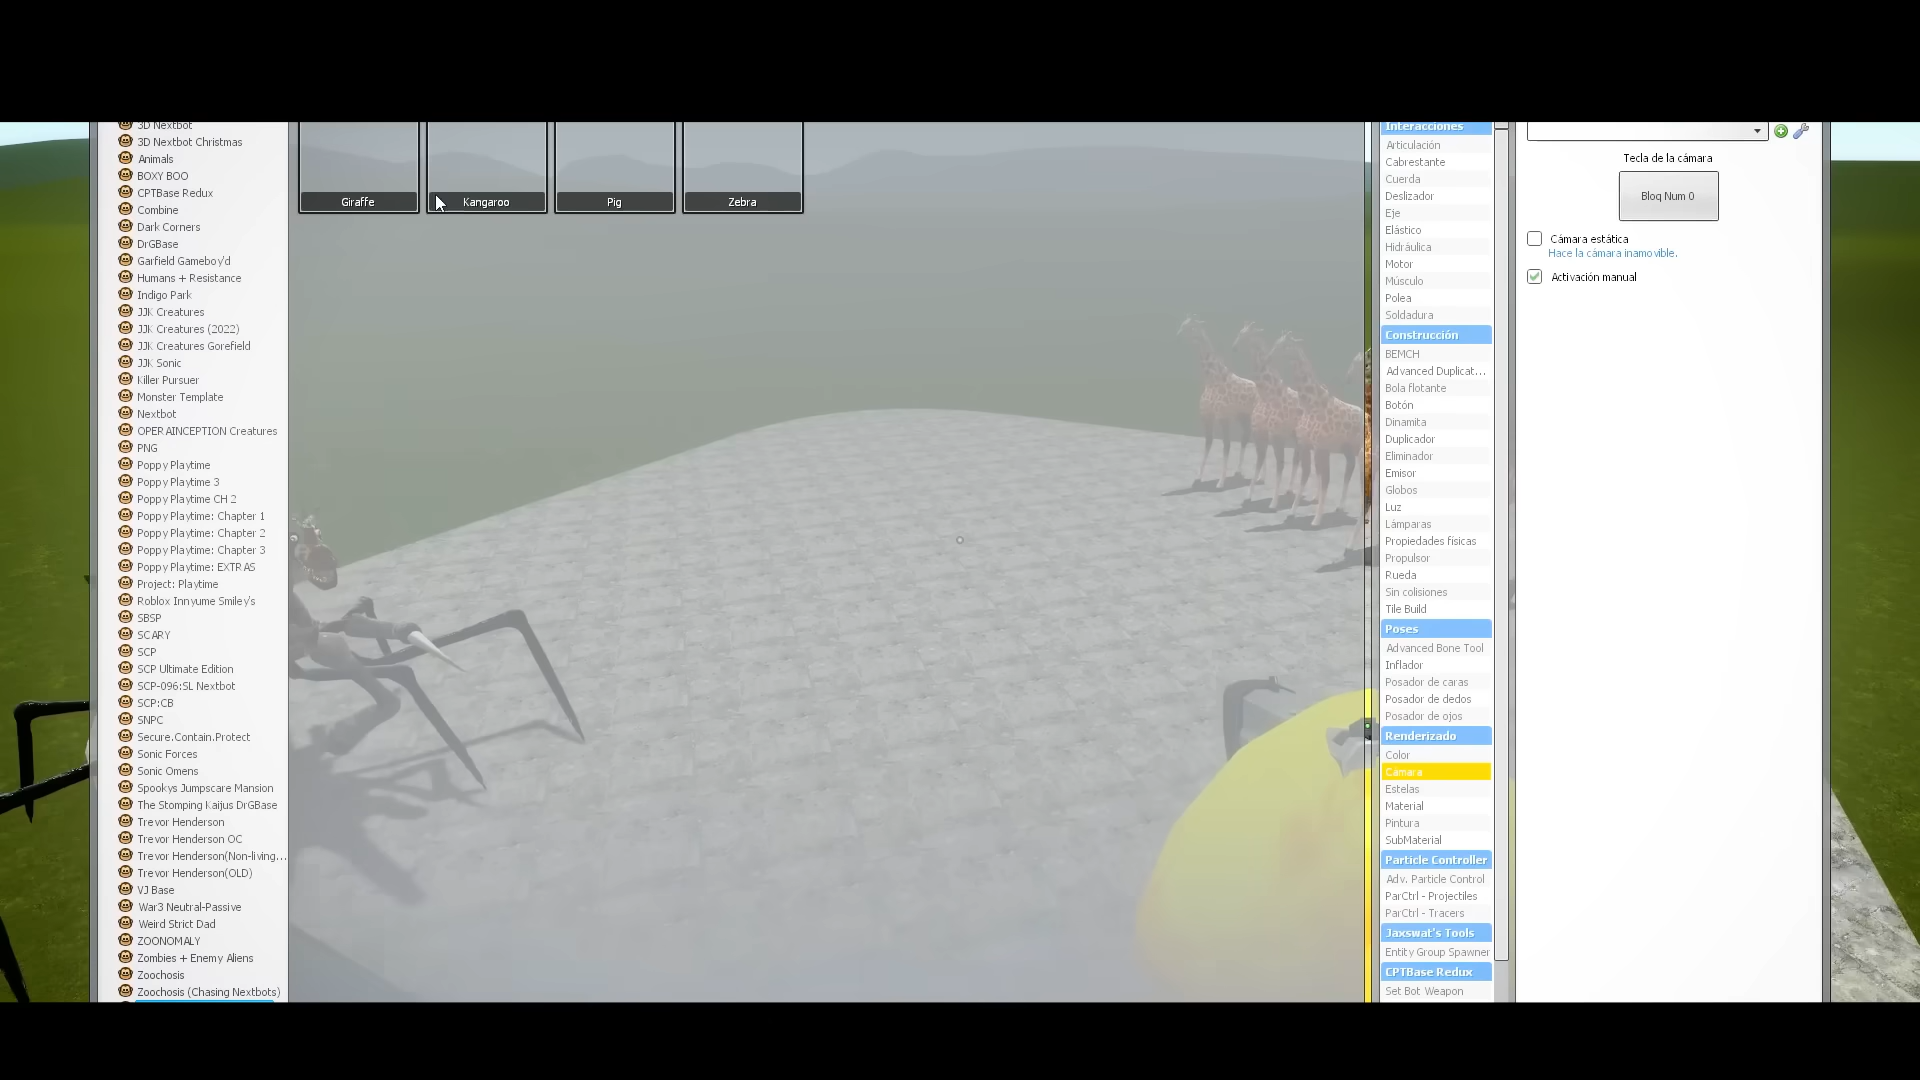 3D Nextbot
3D Nextbot Christmas
Animals
BOXY BOO
CPTBase Redux
Combine
Dark Corners
DrGBase
Garfield Gameboy'd
Humans + Resistance
Indigo Park
JJK Creatures
JJK Creatures (2022)
JJK Creatures Gorefield
JJK Sonic
Killer Pursuer
Monster Template
Nextbot
OPERAINCEPTION Creatures
PNG
Poppy Playtime
Poppy Playtime 3
Poppy Playtime CH 2
Poppy Playtime: Chapter 1
Poppy Playtime: Chapter 2
Poppy Playtime: Chapter 3
Poppy Playtime: EXTRAS
Project: Playtime
Roblox Innyume Smiley's
SBSP
SCARY
SCP
SCP Ultimate Edition
SCP-096:SL Nextbot
SCP:CB
SNPC
Secure.Contain.Protect
Sonic Forces
Sonic Omens
Spookys Jumpscare Mansion
The Stomping Kaijus DrGBase
Trevor Henderson
Trevor Henderson OC
Trevor Henderson(Non-living...
Trevor Henderson(OLD)
VJ Base
War3 Neutral-Passive
Weird Strict Dad
ZOONOMALY
Zombies + Enemy Aliens
Zoochosis
Zoochosis (Chasing Nextbots)
Giraffe
Kangaroo
Pig
Zebra
Interacciones
Articulación
Cabrestante
Cuerda
Deslizador
Eje
Elástico
Hidráulica
Motor
Músculo
Polea
Soldadura
Construcción
BEMCH
Advanced Duplicat...
Bola flotante
Botón
Dinamita
Duplicador
Eliminador
Emisor
Globos
Luz
Lámparas
Propiedades físicas
Propulsor
Rueda
Sin colisiones
Tile Build
Poses
Advanced Bone Tool
Inflador
Posador de caras
Posador de dedos
Posador de ojos
Renderizado
Color
Cámara
Estelas
Material
Pintura
SubMaterial
Particle Controller
Adv. Particle Control
ParCtrl - Projectiles
ParCtrl - Tracers
Jaxswat's Tools
Entity Group Spawner
CPTBase Redux
Set Bot Weapon
Tecla de la cámara
Bloq Num 0
Cámara estática
Hace la cámara inamovible.
Activación manual